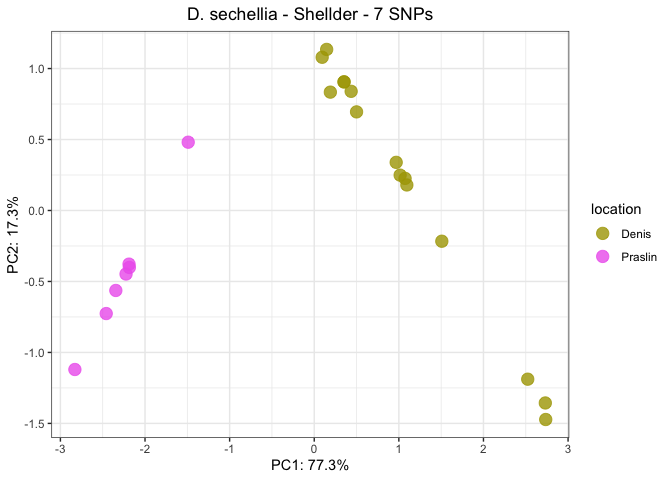 D. sechellia - Shellder - 7 SNPs
PC2: 17.3%
1.0
0.5
0.0
-0.5
-1.0
-1.5
-3
-2
-1
0
1
2
3
PC1: 77.3%
location
Denis
Praslin